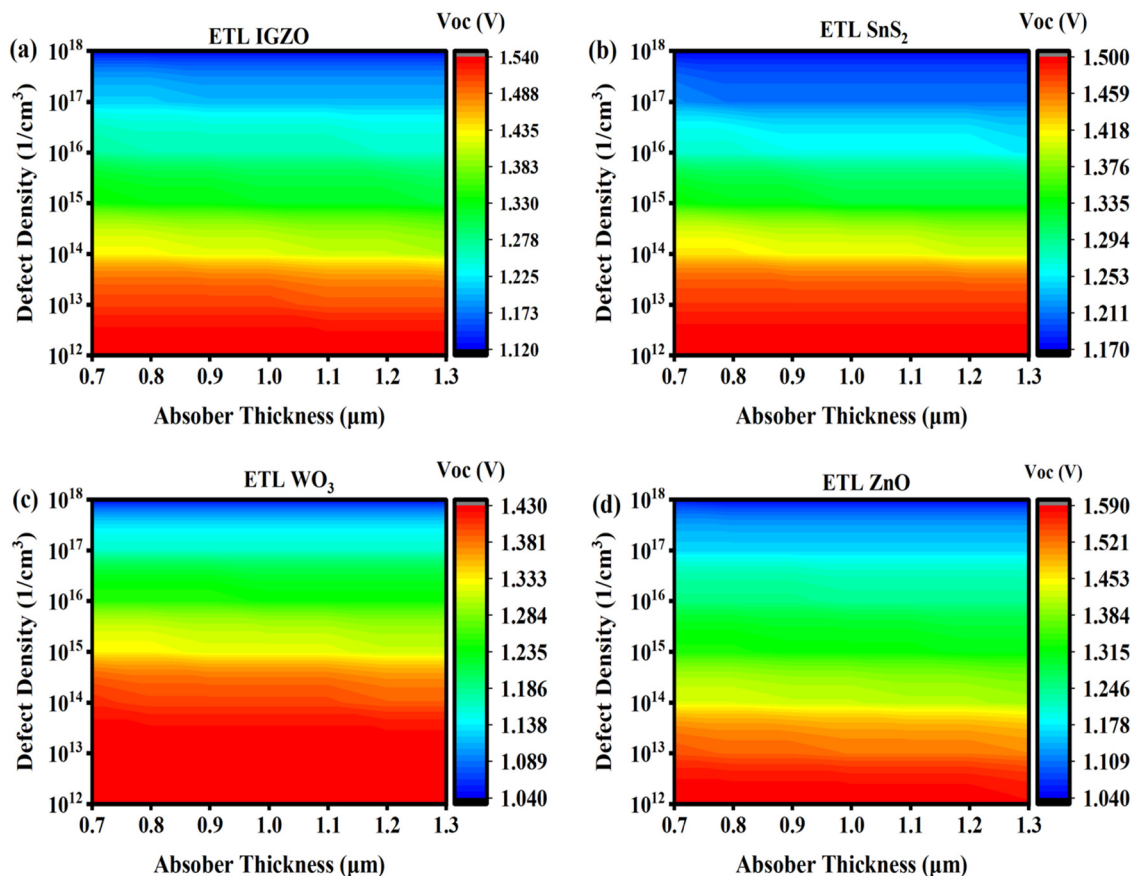 (a)
ETL IGZO
Voc (V)
Defect Density (1/cm³)
10¹⁸
10¹⁷
10¹⁶
10¹⁵
10¹⁴
10¹³
10¹²
0.7 0.8 0.9 1.0 1.1 1.2 1.3
Absober Thickness (μm)
1.540
1.488
1.435
1.383
1.330
1.278
1.225
1.173
1.120
(b)
ETL SnS₂
Voc (V)
Defect Density (1/cm³)
10¹⁸
10¹⁷
10¹⁶
10¹⁵
10¹⁴
10¹³
10¹²
0.7 0.8 0.9 1.0 1.1 1.2 1.3
Absober Thickness (μm)
1.500
1.459
1.418
1.376
1.335
1.294
1.253
1.211
1.170
(c)
ETL WO₃
Voc (V)
Defect Density (1/cm³)
10¹⁸
10¹⁷
10¹⁶
10¹⁵
10¹⁴
10¹³
10¹²
0.7 0.8 0.9 1.0 1.1 1.2 1.3
Absober Thickness (μm)
1.430
1.381
1.333
1.284
1.235
1.186
1.138
1.089
1.040
(d)
ETL ZnO
Voc (V)
Defect Density (1/cm³)
10¹⁸
10¹⁷
10¹⁶
10¹⁵
10¹⁴
10¹³
10¹²
0.7 0.8 0.9 1.0 1.1 1.2 1.3
Absober Thickness (μm)
1.590
1.521
1.453
1.384
1.315
1.246
1.178
1.109
1.040